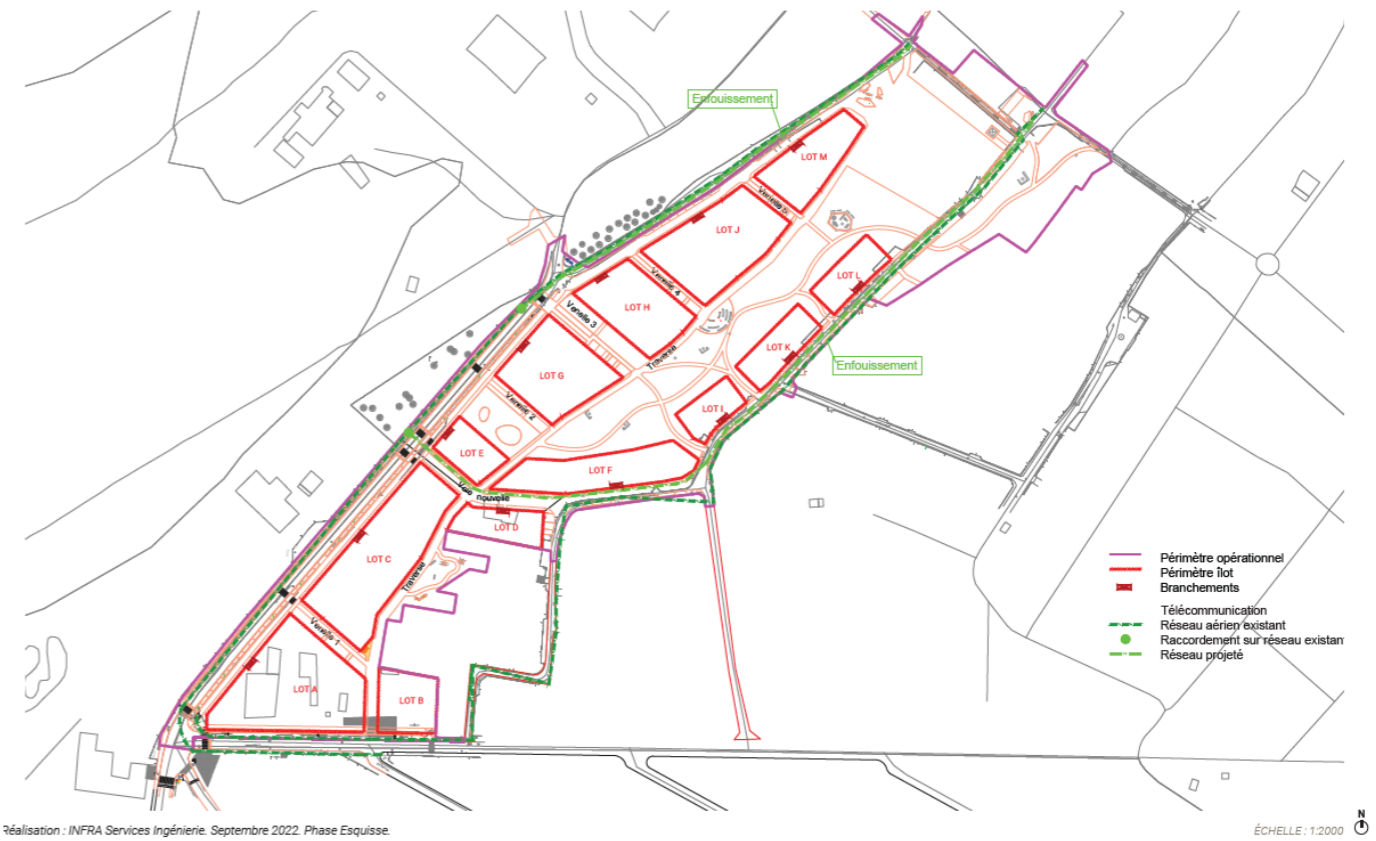 Enfouissement
LOT M
Venelle 5
LOT J
LOT L
Venelle 4
LOT H
Venelle 3
Traverse
LOT K
Enfouissement
LOT G
Venelle 2
LOT I
LOT E
LOT F
Voie nouvelle
LOT D
LOT C
Traverse
Venelle 1
LOT A
LOT B
Périmètre opérationnel
Périmètre îlot
Branchements
Télécommunication
Réseau aérien existant
Raccordement sur réseau existan
Réseau projeté
Réalisation : INFRA Services Ingénierie. Septembre 2022. Phase Esquisse.
ÉCHELLE : 1:2000
N